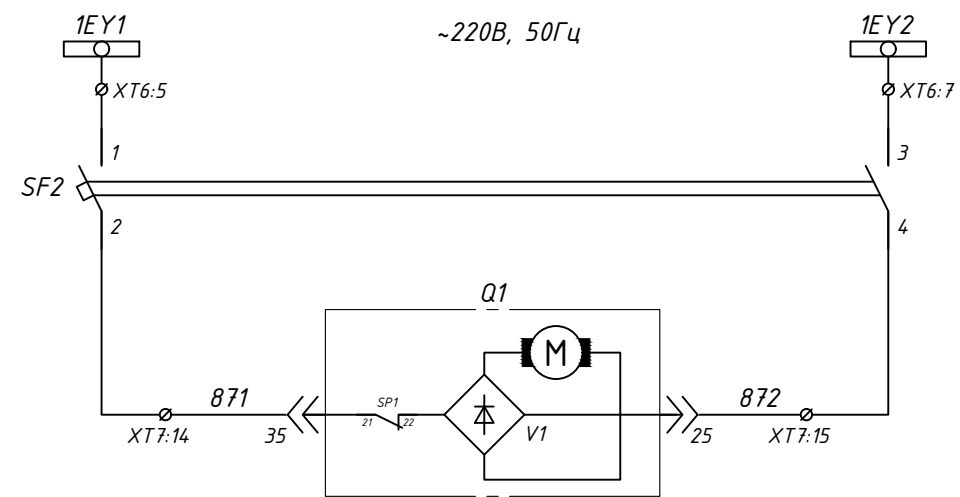 1EY1
~220В, 50Гц
1EY2
XT6:5
XT6:7
1
3
SF2
2
4
Q1
M
871
SP1
872
21
22
XT7:14
35
V1
25
XT7:15